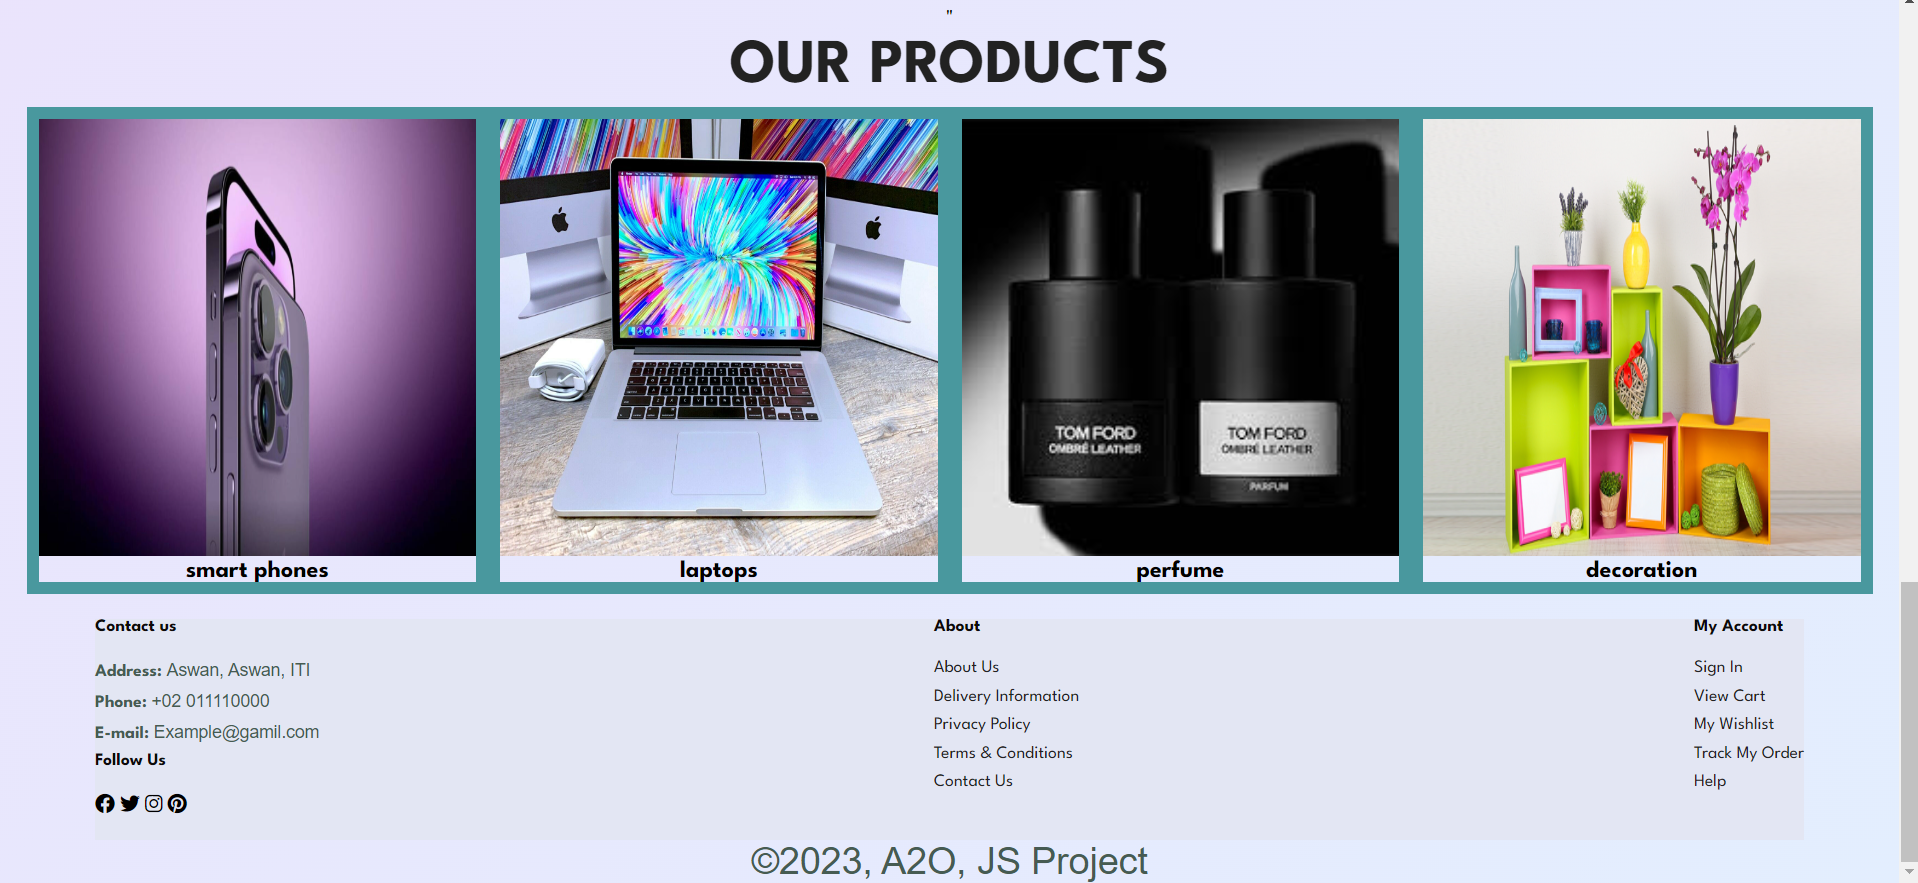 "
OUR PRODUCTS
TOM FORD
OMBRÉ LEATHER
TOM FORD
OMBRÉ LEATHER
PARFUM
smart phones
laptops
perfume
decoration
Contact us
Address: Aswan, Aswan, ITI
Phone: +02 011110000
E-mail: Example@gamil.com
Follow Us
About
About Us
Delivery Information
Privacy Policy
Terms & Conditions
Contact Us
My Account
Sign In
View Cart
My Wishlist
Track My Order
Help
©2023, A2O, JS Project